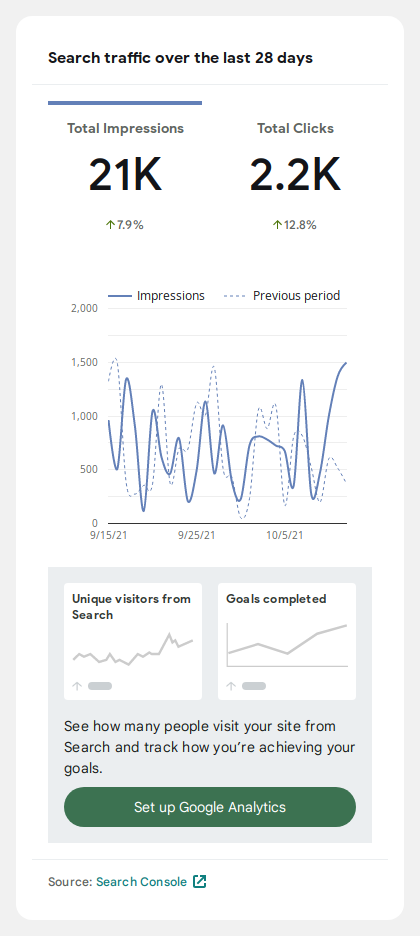 Search traffic over the last 28 days
Total Impressions
Total Clicks
21K
2.2K
↑7.9%
↑12.8%
Impressions
Previous period
2,000
1,500
1,000
500
0
9/15/21
9/25/21
10/5/21
Unique visitors from
Search
Goals completed
See how many people visit your site from
Search and track how you’re achieving your
goals.
Set up Google Analytics
Source: Search Console